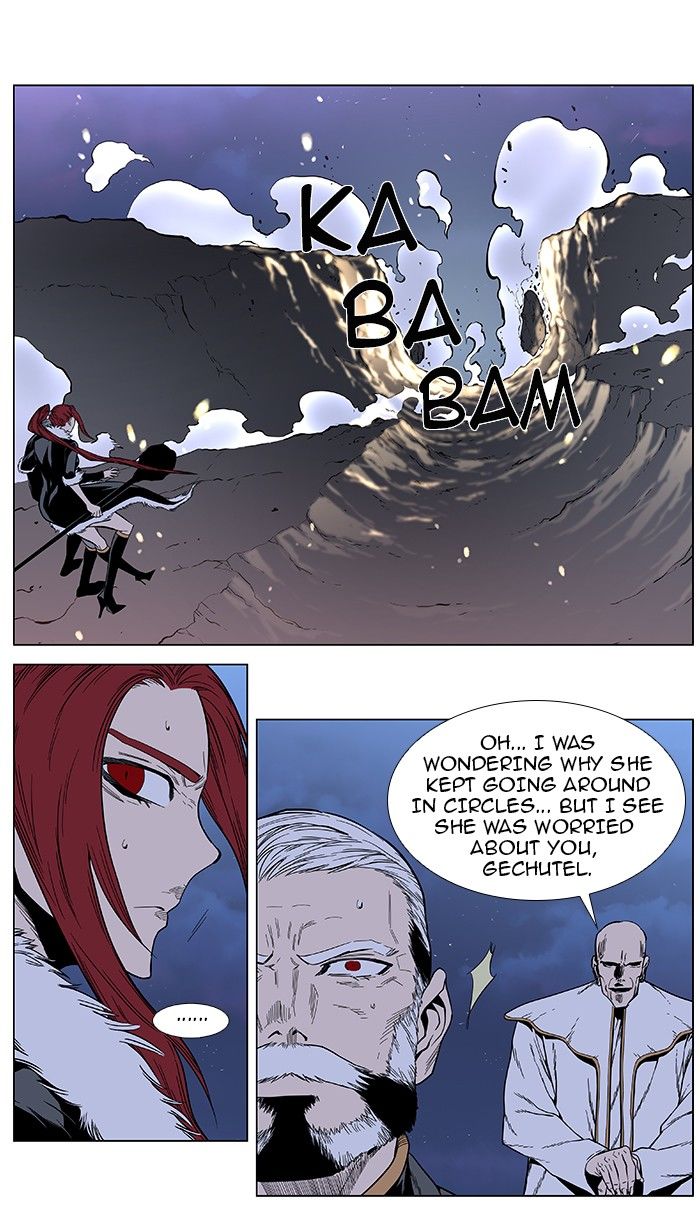 KA
BA
BAM
......
OH... I WAS
WONDERING WHY SHE
KEPT GOING AROUND
IN CIRCLES... BUT I SEE
SHE WAS WORRIED
ABOUT YOU,
GECHUTEL.